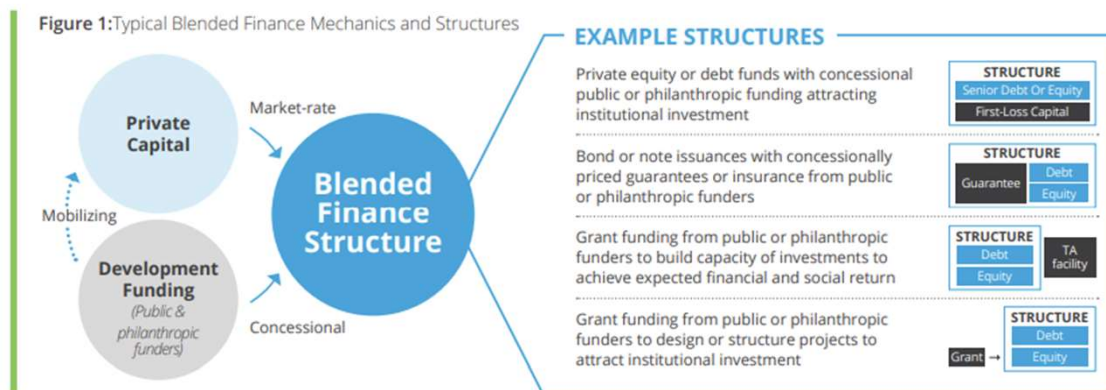 Figure 1:Typical Blended Finance Mechanics and Structures
Private
Capital
Market-rate
Mobilizing
Development
Funding
(Public &
philanthropic
funders)
Concessional
Blended
Finance
Structure
EXAMPLE STRUCTURES
Private equity or debt funds with concessional
public or philanthropic funding attracting
institutional investment
STRUCTURE
Senior Debt Or Equity
First-Loss Capital
Bond or note issuances with concessionally
priced guarantees or insurance from public
or philanthropic funders
STRUCTURE
Guarantee
Debt
Equity
Grant funding from public or philanthropic
funders to build capacity of investments to
achieve expected financial and social return
STRUCTURE
Debt
Equity
TA
facility
Grant funding from public or philanthropic
funders to design or structure projects to
attract institutional investment
STRUCTURE
Debt
Grant →
Equity